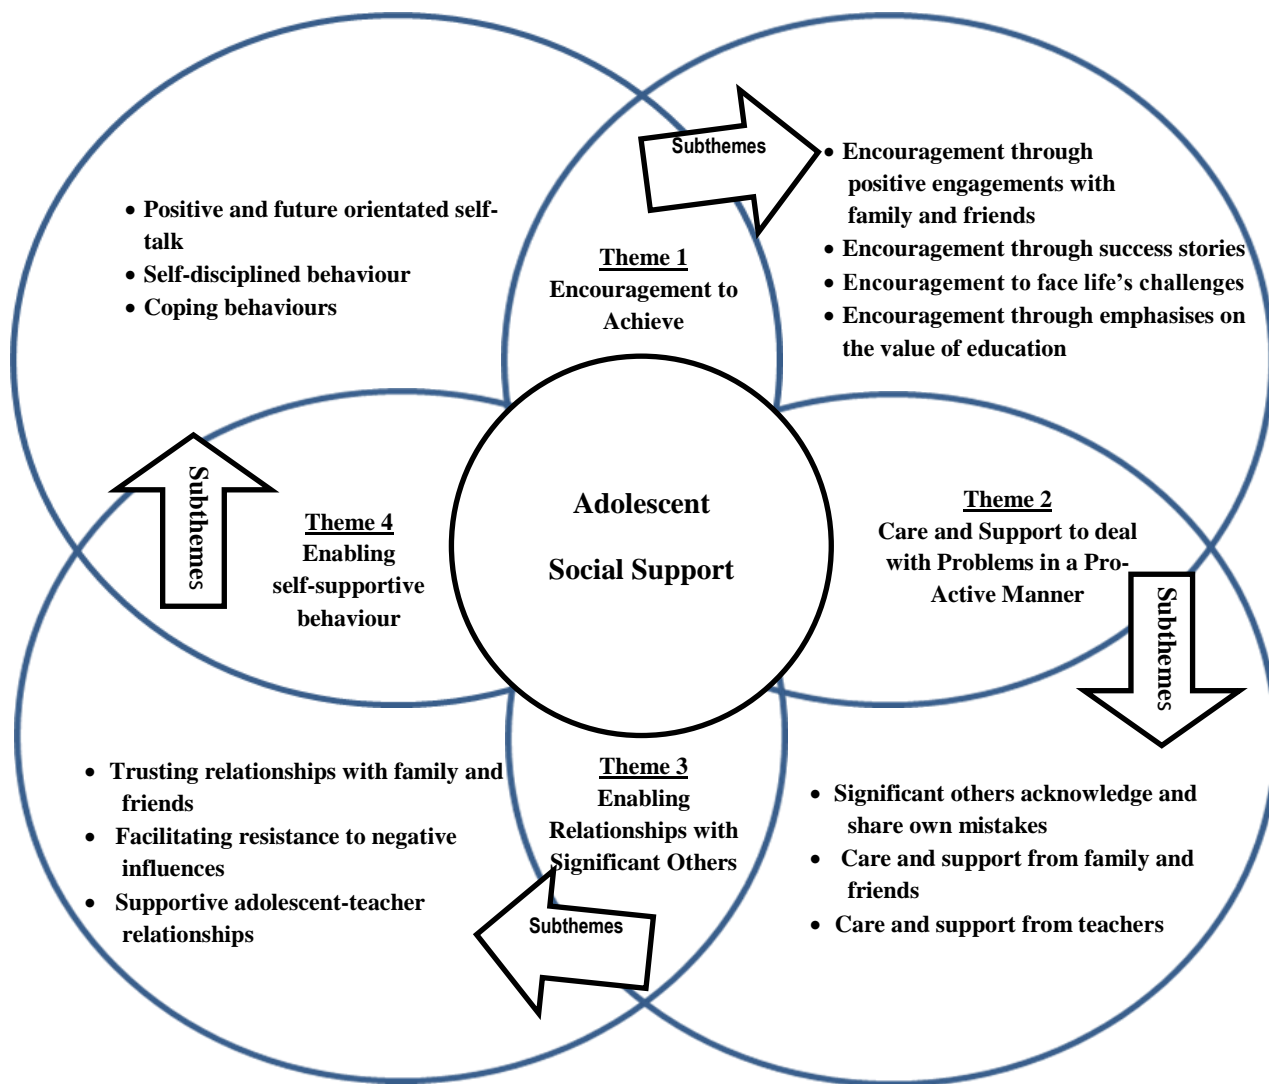 Subthemes
• Encouragement through
positive engagements with
family and friends
• Encouragement through success stories
• Encouragement to face life's challenges
• Encouragement through emphasises on
the value of education
• Positive and future orientated self-
talk
• Self-disciplined behaviour
• Coping behaviours
Theme 1
Encouragement to
Achieve
Adolescent
Social Support
Theme 2
Care and Support to deal
with Problems in a Pro-
Active Manner
Subthemes
Theme 4
Enabling
self-supportive
behaviour
Subthemes
Theme 3
Enabling
Relationships with
Significant Others
Subthemes
• Trusting relationships with family and
friends
• Facilitating resistance to negative
influences
• Supportive adolescent-teacher
relationships
• Significant others acknowledge and
share own mistakes
• Care and support from family and
friends
• Care and support from teachers